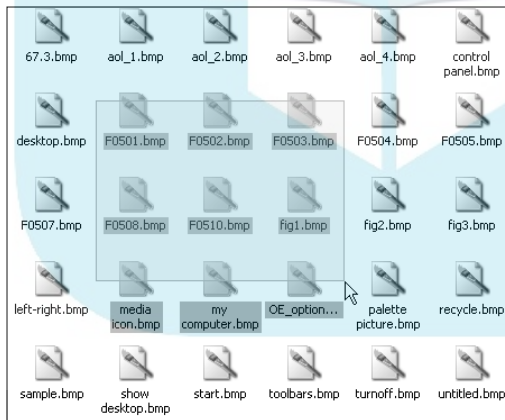 67.3.bmp aol_1.bmp aol_2.bmp aol_3.bmp aol_4.bmp control
panel.bmp
desktop.bmp F0501.bmp F0502.bmp F0503.bmp F0504.bmp F0505.bmp
F0507.bmp F0508.bmp F0510.bmp fig1.bmp fig2.bmp fig3.bmp
left-right.bmp media my OE_option... palette recycle.bmp
icon.bmp computer.bmp picture.bmp
sample.bmp show start.bmp toolbars.bmp turnoff.bmp untitled.bmp
desktop.bmp